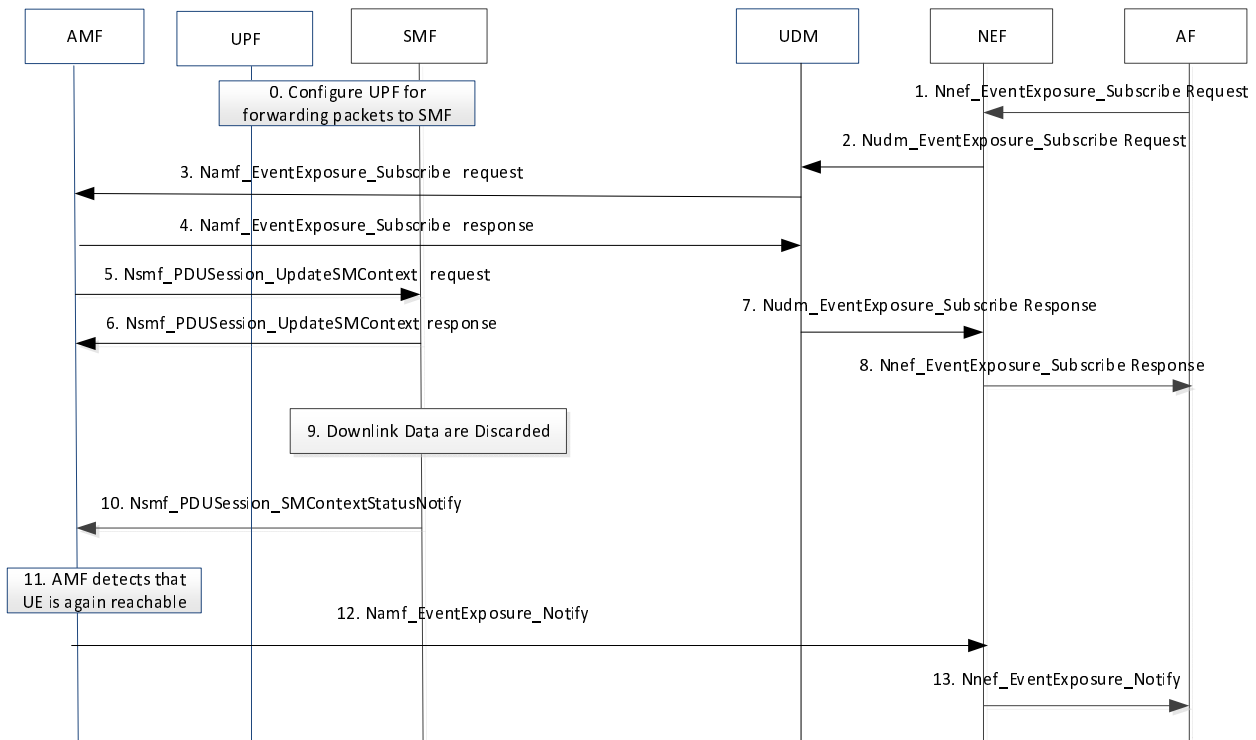 AMF
UPF
SMF
UDM
NEF
AF
0. Configure UPF for
forwarding packets to SMF
1. Nnef_EventExposure_Subscribe Request
2. Nudm_EventExposure_Subscribe Request
3. Namf_EventExposure_Subscribe request
4. Namf_EventExposure_Subscribe response
5. Nsmf_PDUSession_UpdateSMContext request
6. Nsmf_PDUSession_UpdateSMContext response
7. Nudm_EventExposure_Subscribe Response
8. Nnef_EventExposure_Subscribe Response
9. Downlink Data are Discarded
10. Nsmf_PDUSession_SMContextStatusNotify
11. AMF detects that
UE is again reachable
12. Namf_EventExposure_Notify
13. Nnef_EventExposure_Notify